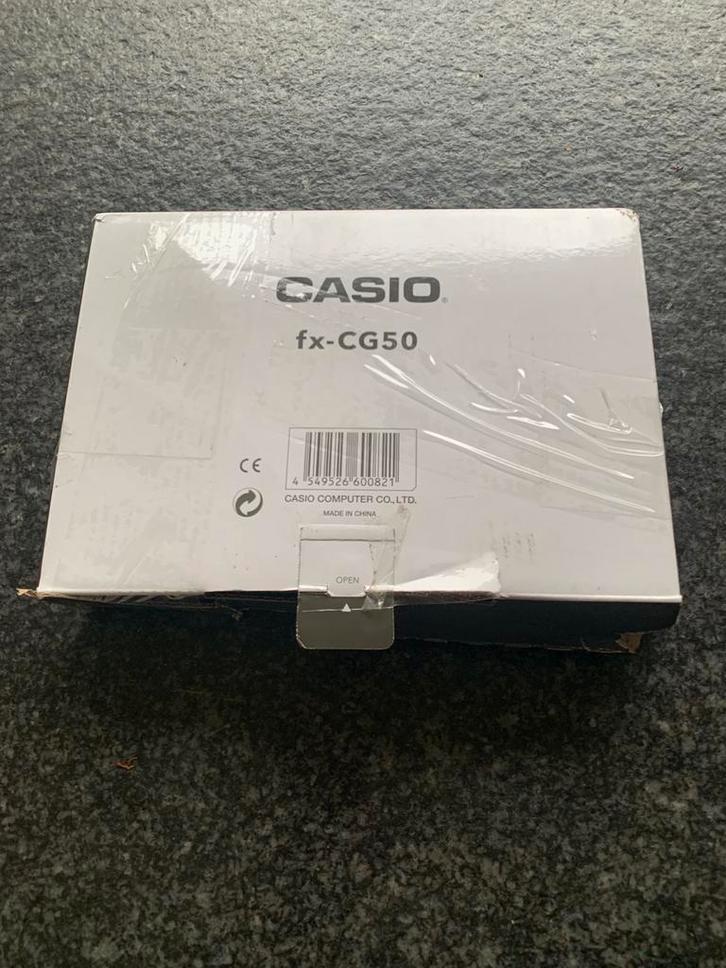 CASIO®
fx-CG50
CE
4 549526 600821
CASIO COMPUTER CO., LTD.
MADE IN CHINA
OPEN